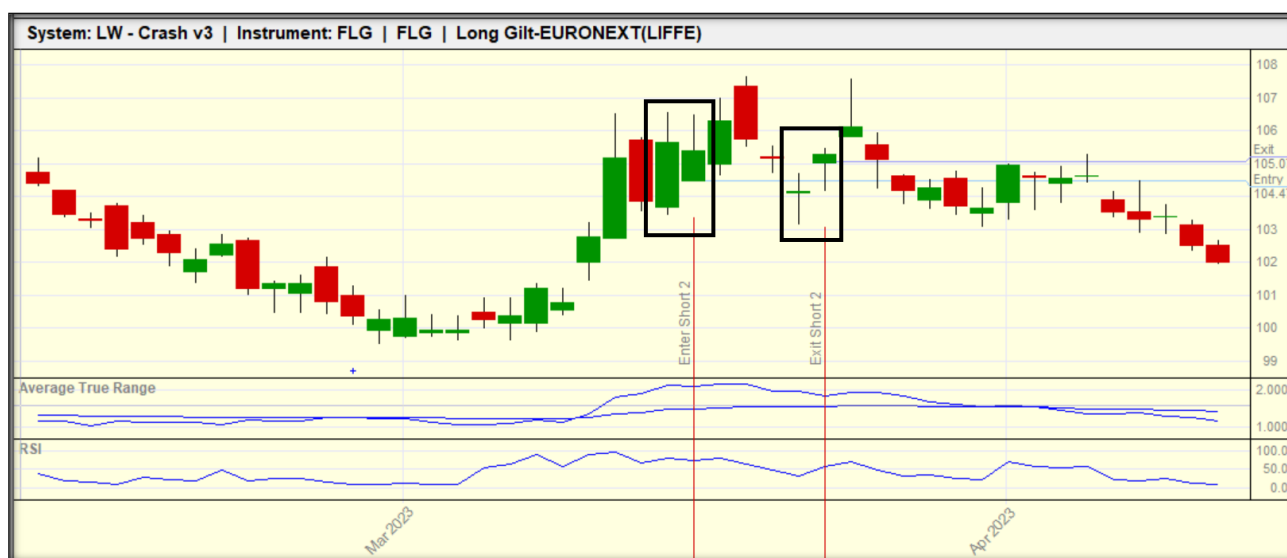 System: LW - Crash v3 | Instrument: FLG | FLG | Long Gilt-EURONEXT(LIFFE)
108
107
106
Exit
105.0
Entry
104.4
103
102
101
100
99
Enter Short 2
Exit Short 2
Average True Range
2.000
1.000
RSI
100.0
50.0
0.0
Mar 2023
Apr 2023